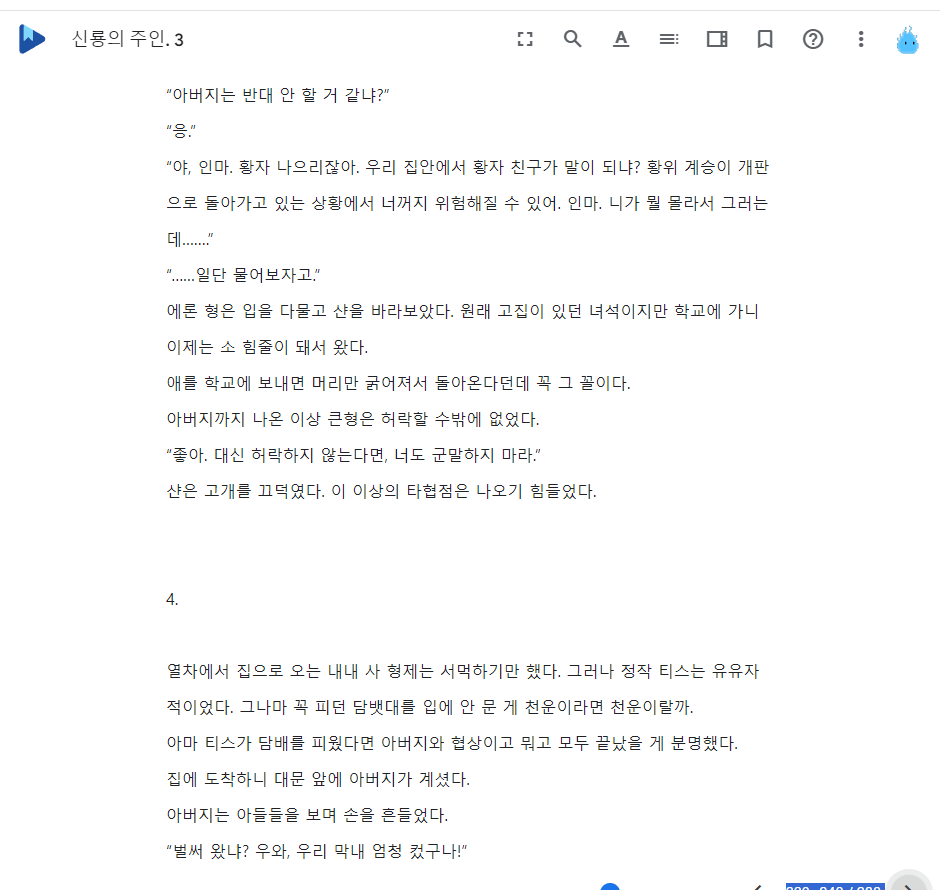 신룡의 주인. 3
"아버지는 반대 안 할 거 같냐?"
"응."
"야, 인마. 황자 나으리잖아. 우리 집안에서 황자 친구가 말이 되냐? 황위 계승이 개판
으로 돌아가고 있는 상황에서 너꺼지 위험해질 수 있어. 인마. 니가 뭘 몰라서 그러는
데……."
"……일단 물어보자고."
에론 형은 입을 다물고 샨을 바라보았다. 원래 고집이 있던 녀석이지만 학교에 가니
이제는 소 힘줄이 돼서 왔다.
애를 학교에 보내면 머리만 굵어져서 돌아온다던데 꼭 그 꼴이다.
아버지까지 나온 이상 큰형은 허락할 수밖에 없었다.
"좋아. 대신 허락하지 않는다면, 너도 군말하지 마라."
샨은 고개를 끄덕였다. 이 이상의 타협점은 나오기 힘들었다.
4.
열차에서 집으로 오는 내내 사 형제는 서먹하기만 했다. 그러나 정작 티스는 유유자
적이었다. 그나마 꼭 피던 담뱃대를 입에 안 문 게 천운이라면 천운이랄까.
아마 티스가 담배를 피웠다면 아버지와 협상이고 뭐고 모두 끝났을 게 분명했다.
집에 도착하니 대문 앞에 아버지가 계셨다.
아버지는 아들들을 보며 손을 흔들었다.
"벌써 왔냐? 우와, 우리 막내 엄청 컸구나!"